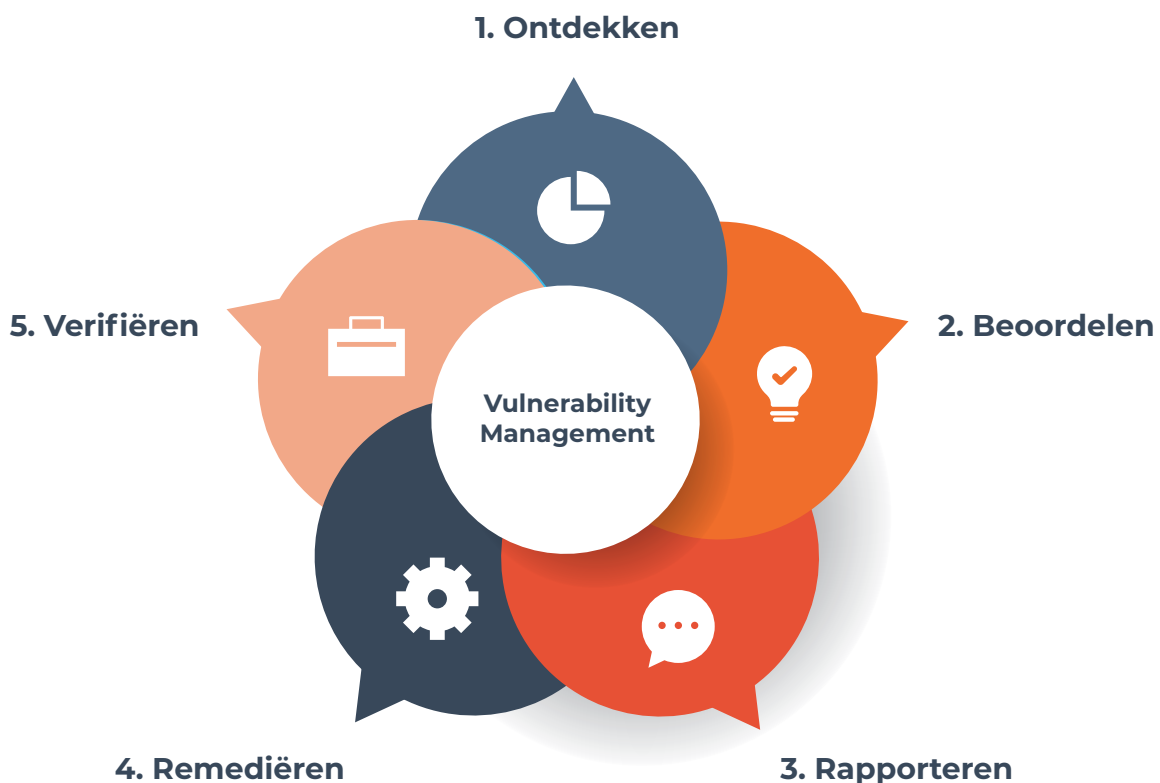 1. Ontdekken
2. Beoordelen
3. Rapporteren
4. Remediëren
5. Verifiëren
Vulnerability
Management